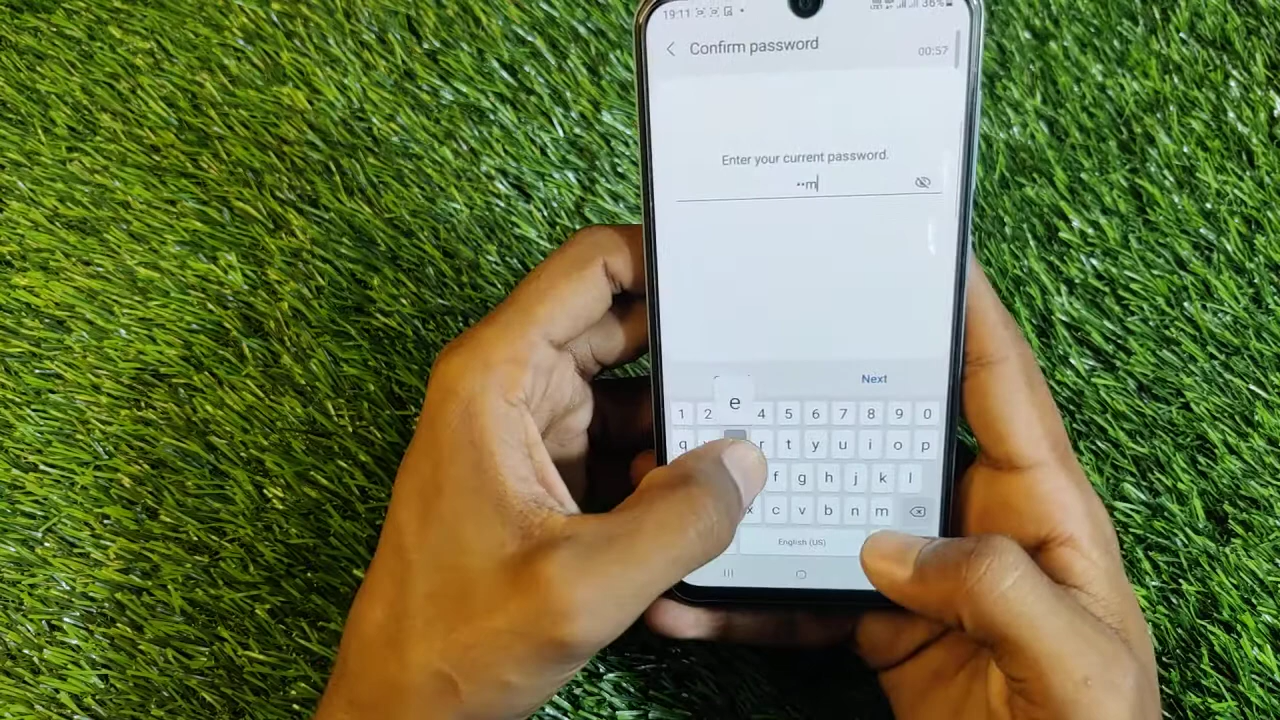 19:11
36%
Confirm password
00:57
Enter your current password.
••m
Next
e
1 2 4 5 6 7 8 9 0
q r t y u i o p
f g h j k l
x c v b n m
English (US)